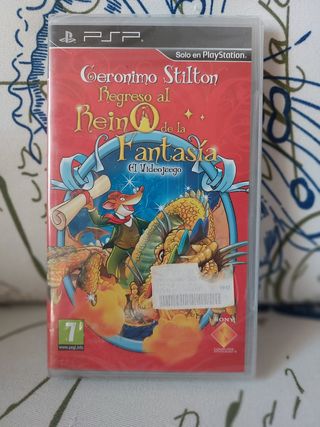 PSP
Solo en PlayStation.
Geronimo Stilton
Regreso al
Reino de la
Fantasía
El Videojuego
7
www.pegi.info
SONY